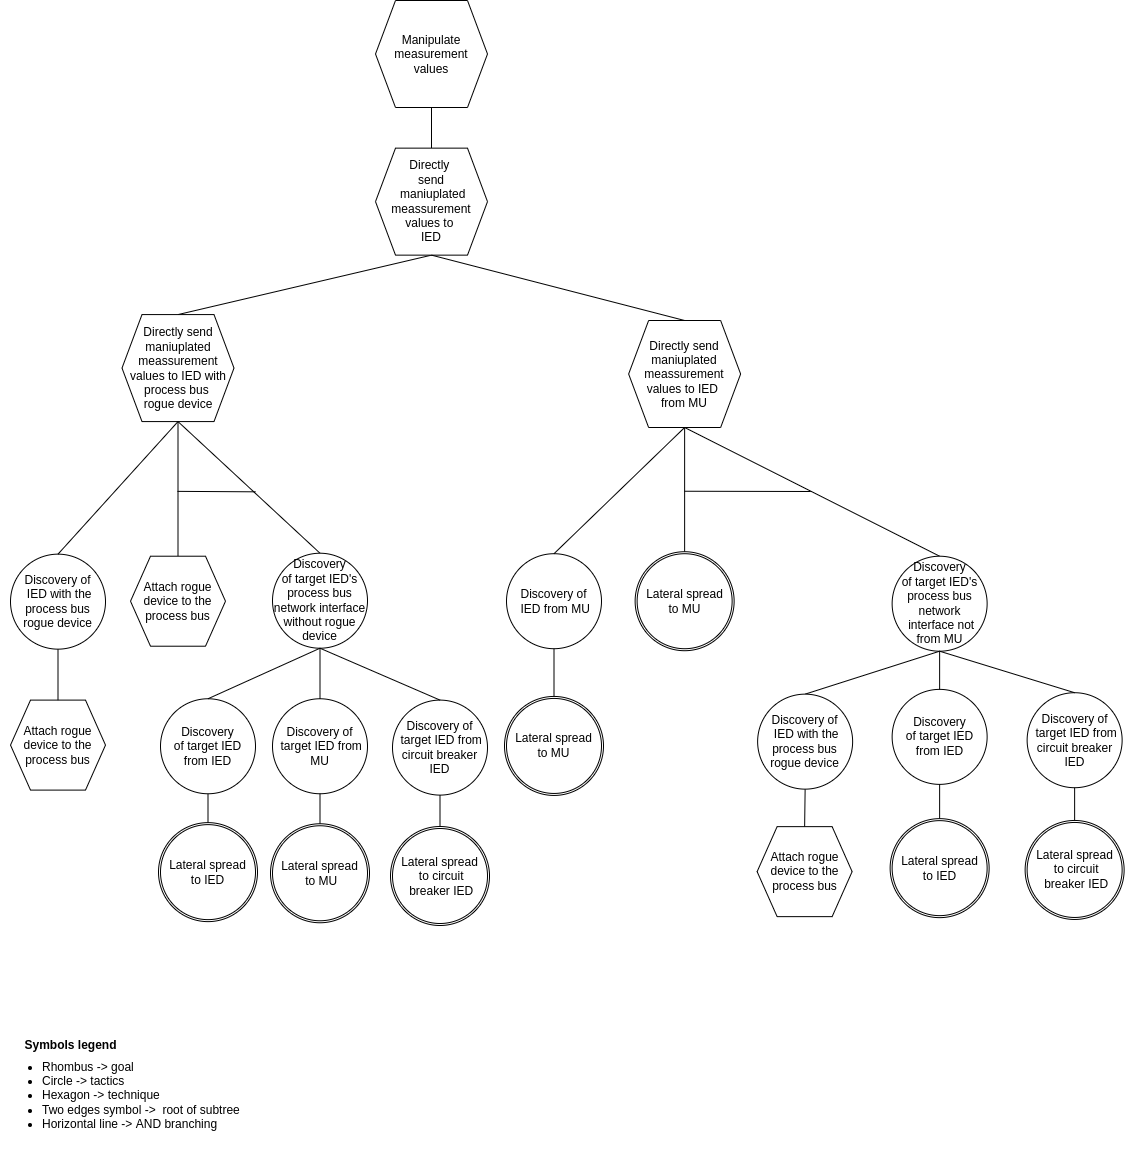 Manipulate
measurement
values
Directly
send
maniuplated
meassurement
values to
IED
Directly send
maniuplated
meassurement
values to IED with
process bus
rogue device
Directly send
maniuplated
meassurement
values to IED
from MU
Discovery of
IED with the
process bus
rogue device
Attach rogue
device to the
process bus
Discovery
of target IED's
process bus
network interface
without rogue
device
Discovery of
IED from MU
Lateral spread
to MU
Discovery
of target IED's
process bus
network
interface not
from MU
Attach rogue
device to the
process bus
Discovery
of target IED
from IED
Discovery of
target IED from
MU
Discovery of
target IED from
circuit breaker
IED
Lateral spread
to MU
Discovery of
IED with the
process bus
rogue device
Discovery
of target IED
from IED
Discovery of
target IED from
circuit breaker
IED
Lateral spread
to IED
Lateral spread
to MU
Lateral spread
to circuit
breaker IED
Attach rogue
device to the
process bus
Lateral spread
to IED
Lateral spread
to circuit
breaker IED
Symbols legend
• Rhombus -> goal
• Circle -> tactics
• Hexagon -> technique
• Two edges symbol -> root of subtree
• Horizontal line -> AND branching